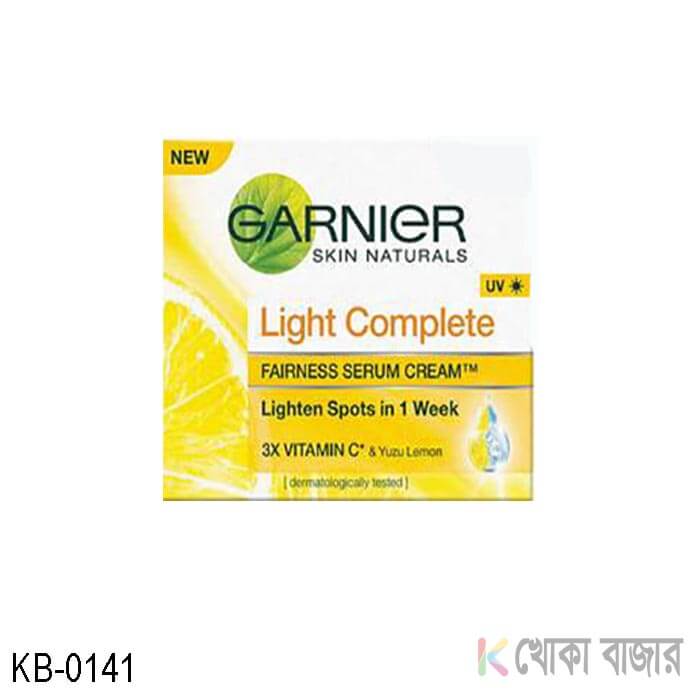 NEW
GARNIER
SKIN NATURALS
UV
Light Complete
FAIRNESS SERUM CREAM™
Lighten Spots in 1 Week
3X VITAMIN C* & Yuzu Lemon
[ dermatologically tested ]
KB-0141
খোকা বাজার